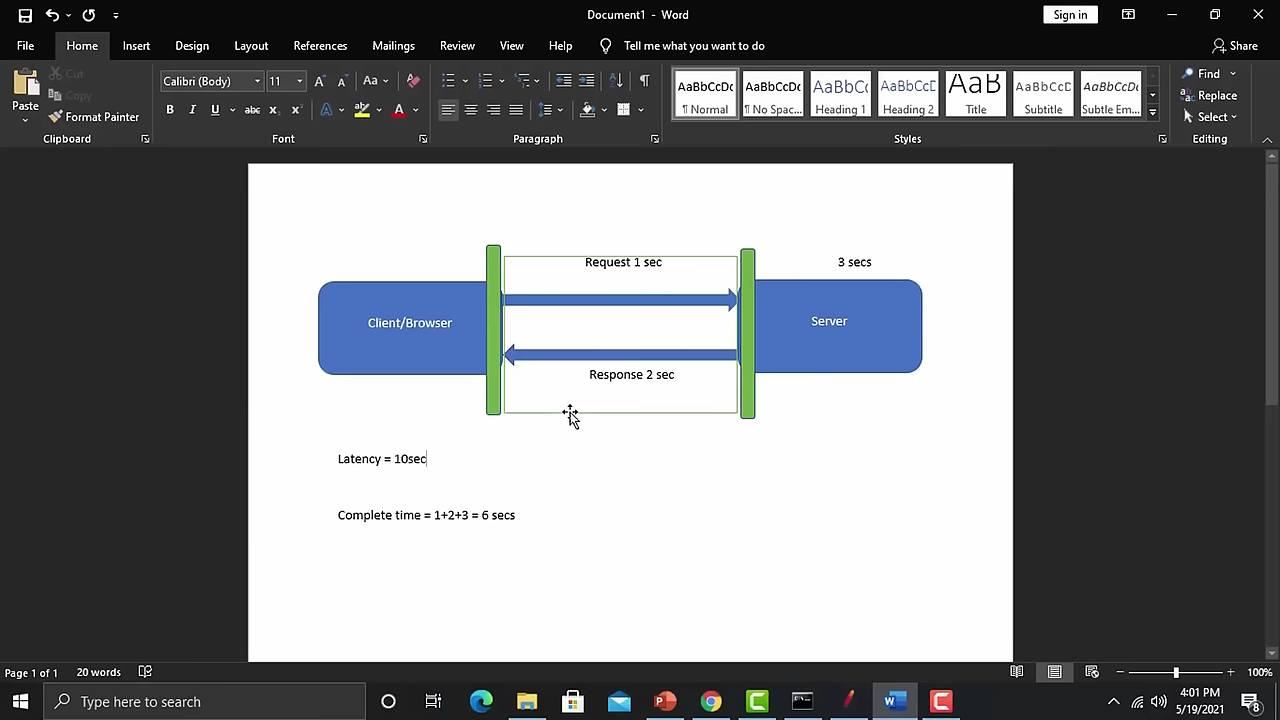 Document1 - Word
Sign in
File Home Insert Design Layout References Mailings Review View Help Tell me what you want to do Share
Paste
Cut
Copy
Format Painter
Clipboard
Calibri (Body) 11
Font
Paragraph
AaBbCcDc AaBbCcDc AaBbCc AaBbCcD AaB AaBbCcD AaBbCcDc
¶ Normal ¶ No Spac... Heading 1 Heading 2 Title Subtitle Subtle Em...
Styles
Find
Replace
Select
Editing
Request 1 sec
3 secs
Client/Browser
Server
Response 2 sec
Latency = 10sec
Complete time = 1+2+3 = 6 secs
Page 1 of 1 20 words
100%
Type here to search
4:01 PM
5/19/2021
8